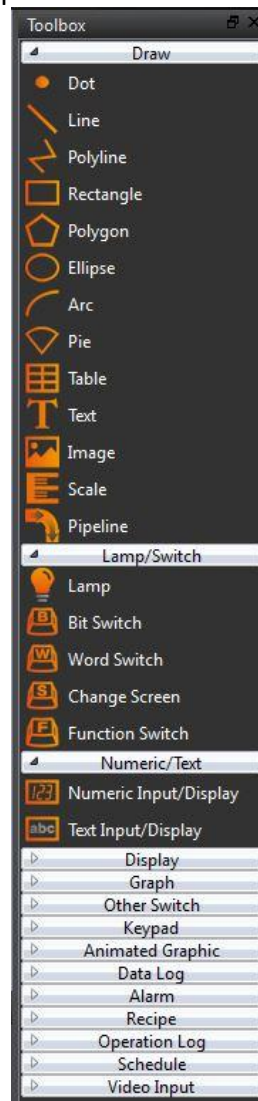 Toolbox
Draw
Dot
Line
Polyline
Rectangle
Polygon
Ellipse
Arc
Pie
Table
T Text
Image
Scale
Pipeline
Lamp/Switch
Lamp
B Bit Switch
W Word Switch
S Change Screen
F Function Switch
Numeric/Text
123 Numeric Input/Display
abc Text Input/Display
Display
Graph
Other Switch
Keypad
Animated Graphic
Data Log
Alarm
Recipe
Operation Log
Schedule
Video Input